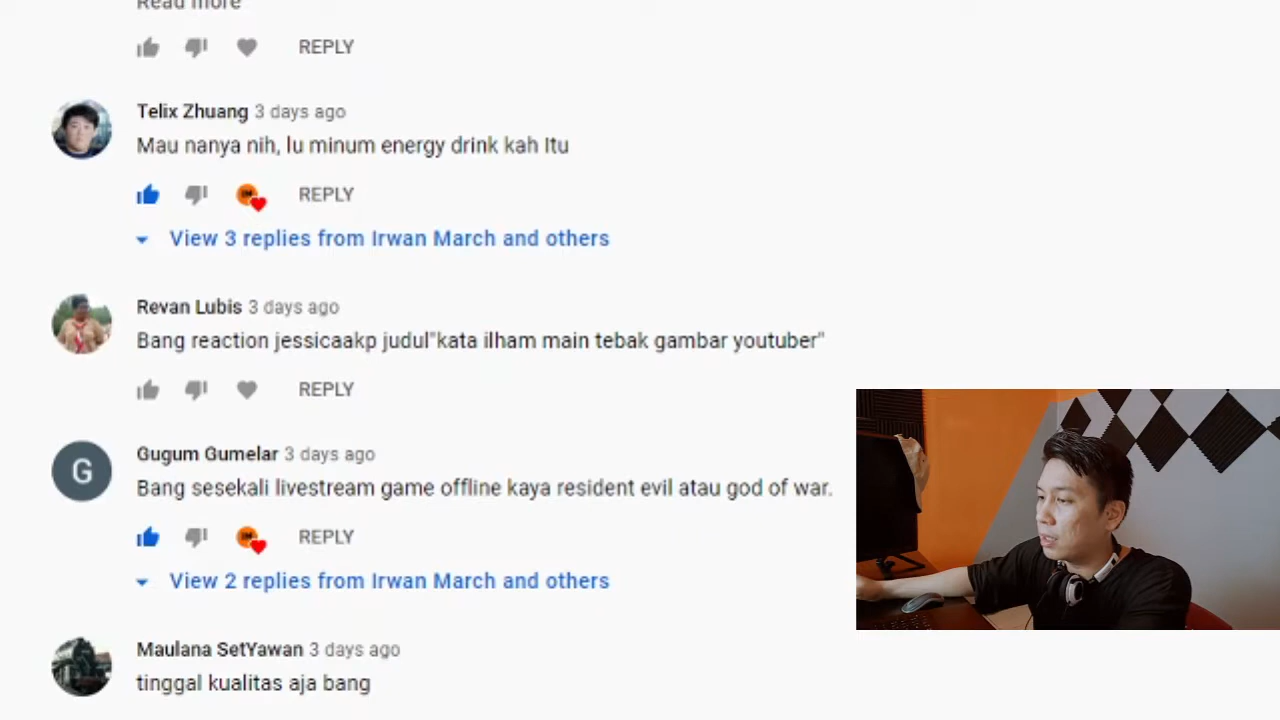 Read more
REPLY
Telix Zhuang 3 days ago
Mau nanya nih, lu minum energy drink kah Itu
REPLY
View 3 replies from Irwan March and others
Revan Lubis 3 days ago
Bang reaction jessicaakp judul"kata ilham main tebak gambar youtuber"
REPLY
G
Gugum Gumelar 3 days ago
Bang sesekali livestream game offline kaya resident evil atau god of war.
REPLY
View 2 replies from Irwan March and others
Maulana SetYawan 3 days ago
tinggal kualitas aja bang